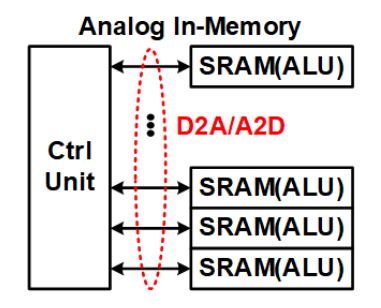 Analog In-Memory
SRAM(ALU)
D2A/A2D
Ctrl
Unit
SRAM(ALU)
SRAM(ALU)
SRAM(ALU)